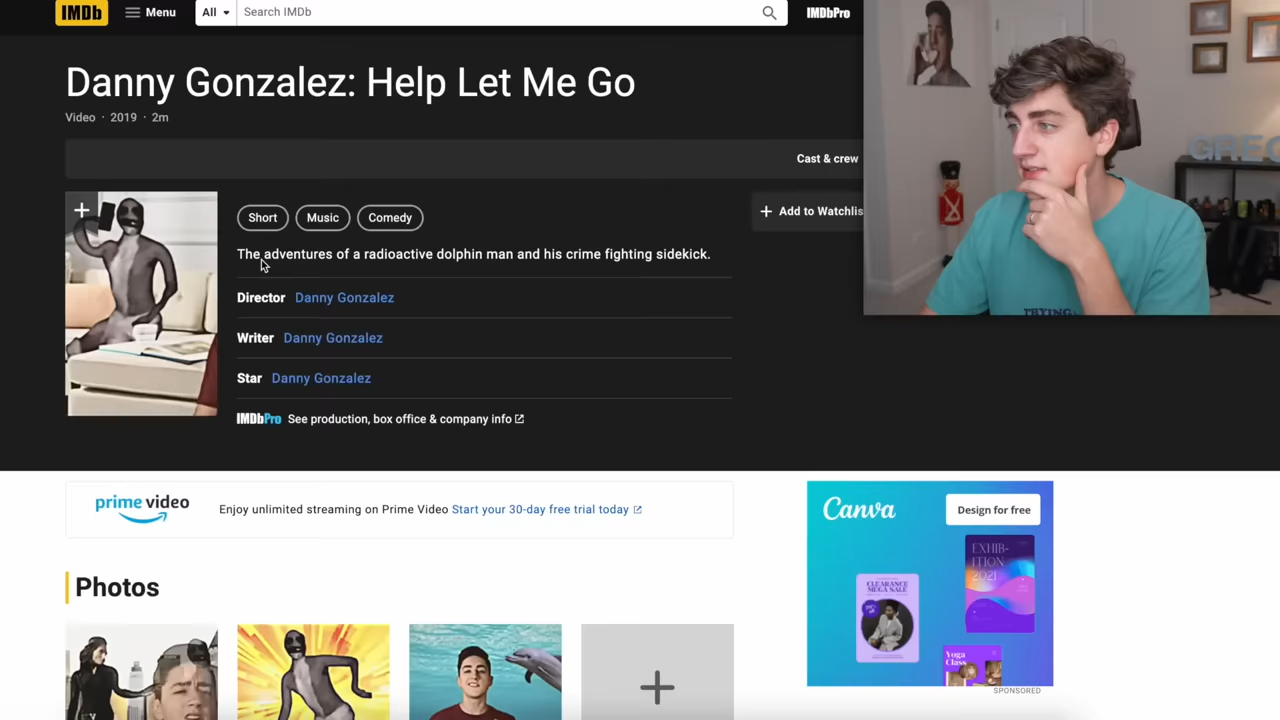 IMDb Menu All Search IMDb IMDbPro
Danny Gonzalez: Help Let Me Go
Video · 2019 · 2m
Cast & crew
Short Music Comedy
Add to Watchlis
The adventures of a radioactive dolphin man and his crime fighting sidekick.
Director Danny Gonzalez
Writer Danny Gonzalez
Star Danny Gonzalez
IMDbPro See production, box office & company info
prime video Enjoy unlimited streaming on Prime Video Start your 30-day free trial today
Photos
Canva Design for free
EXHIB-
ITION
2021
CLEARANCE
MEGA SALE
Yoga
Class
SPONSORED
GREG
TRYING